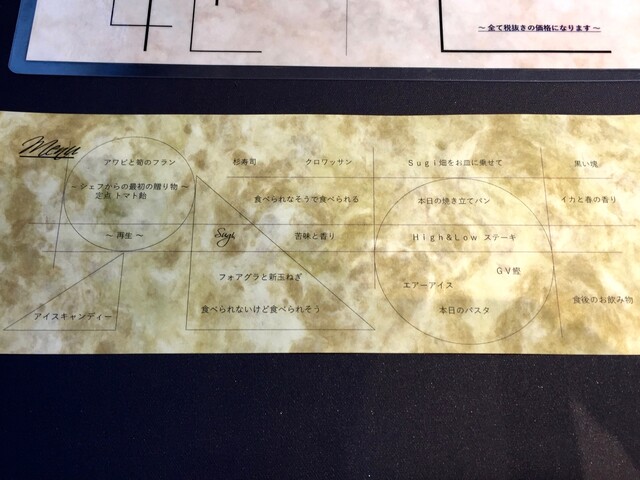 ～ 全て税抜きの価格になります ～
Menu
アワビと筍のフラン
杉寿司
クロワッサン
Sugi畑をお皿に乗せて
黒い塊
～ シェフからの最初の贈り物 ～
定点 トマト飴
食べられなそうで食べられる
本日の焼き立てパン
イカと春の香り
～ 再生 ～
Sugi
苦味と香り
High&Low ステーキ
フォアグラと新玉ねぎ
GV鰹
エアーアイス
食後のお飲み物
アイスキャンディー
食べられないけど食べられそう
本日のパスタ